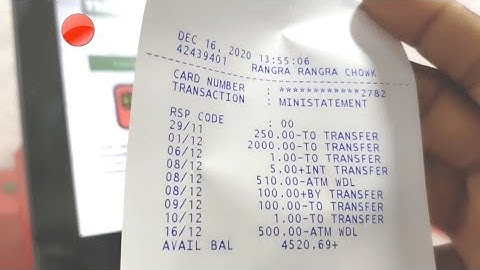 DEC 16, 2020 13:55:06
42439401 RANGRA RANGRA CHOWK
CARD NUMBER : ************2782
TRANSACTION : MINISTATEMENT
RSP CODE : 00
29/11 250.00-TO TRANSFER
01/12 2000.00-TO TRANSFER
06/12 1.00-TO TRANSFER
08/12 5.00+INT TRANSFER
08/12 510.00-ATM WDL
08/12 100.00+BY TRANSFER
09/12 100.00-TO TRANSFER
10/12 1.00-TO TRANSFER
16/12 500.00-ATM WDL
AVAIL BAL 4520.69+